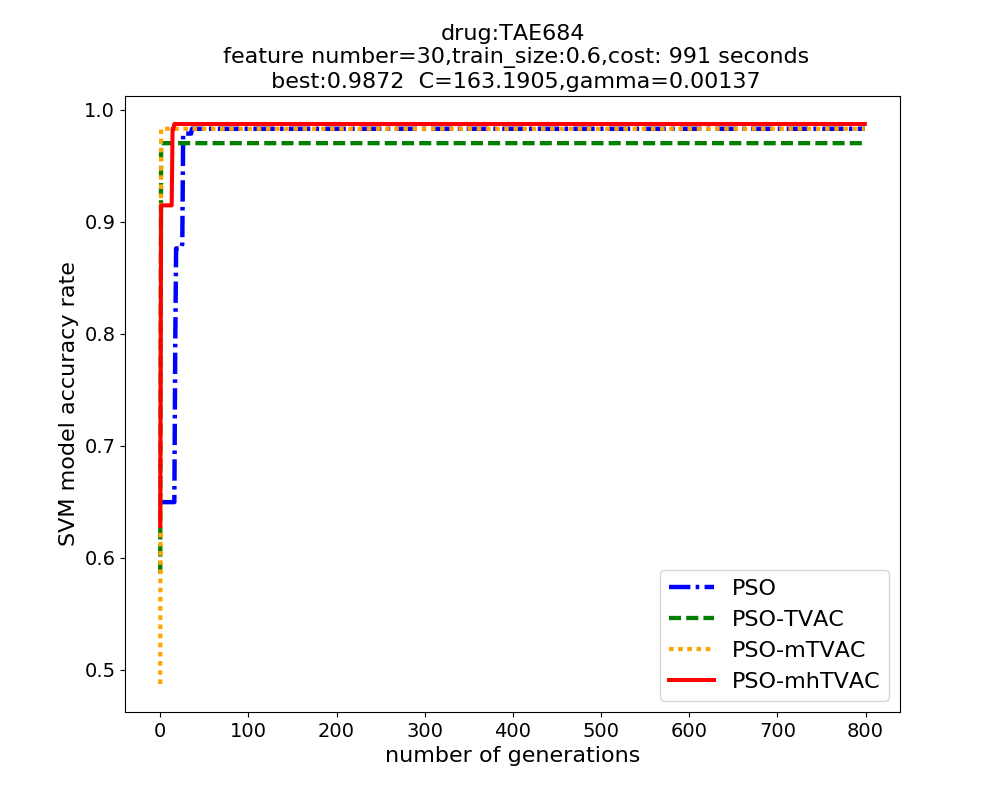 drug:TAE684
feature number=30,train_size:0.6,cost: 991 seconds
best:0.9872  C=163.1905,gamma=0.00137
1.0
0.9
0.8
0.7
0.6
0.5
SVM model accuracy rate
PSO
PSO-TVAC
PSO-mTVAC
PSO-mhTVAC
0 100 200 300 400 500 600 700 800
number of generations